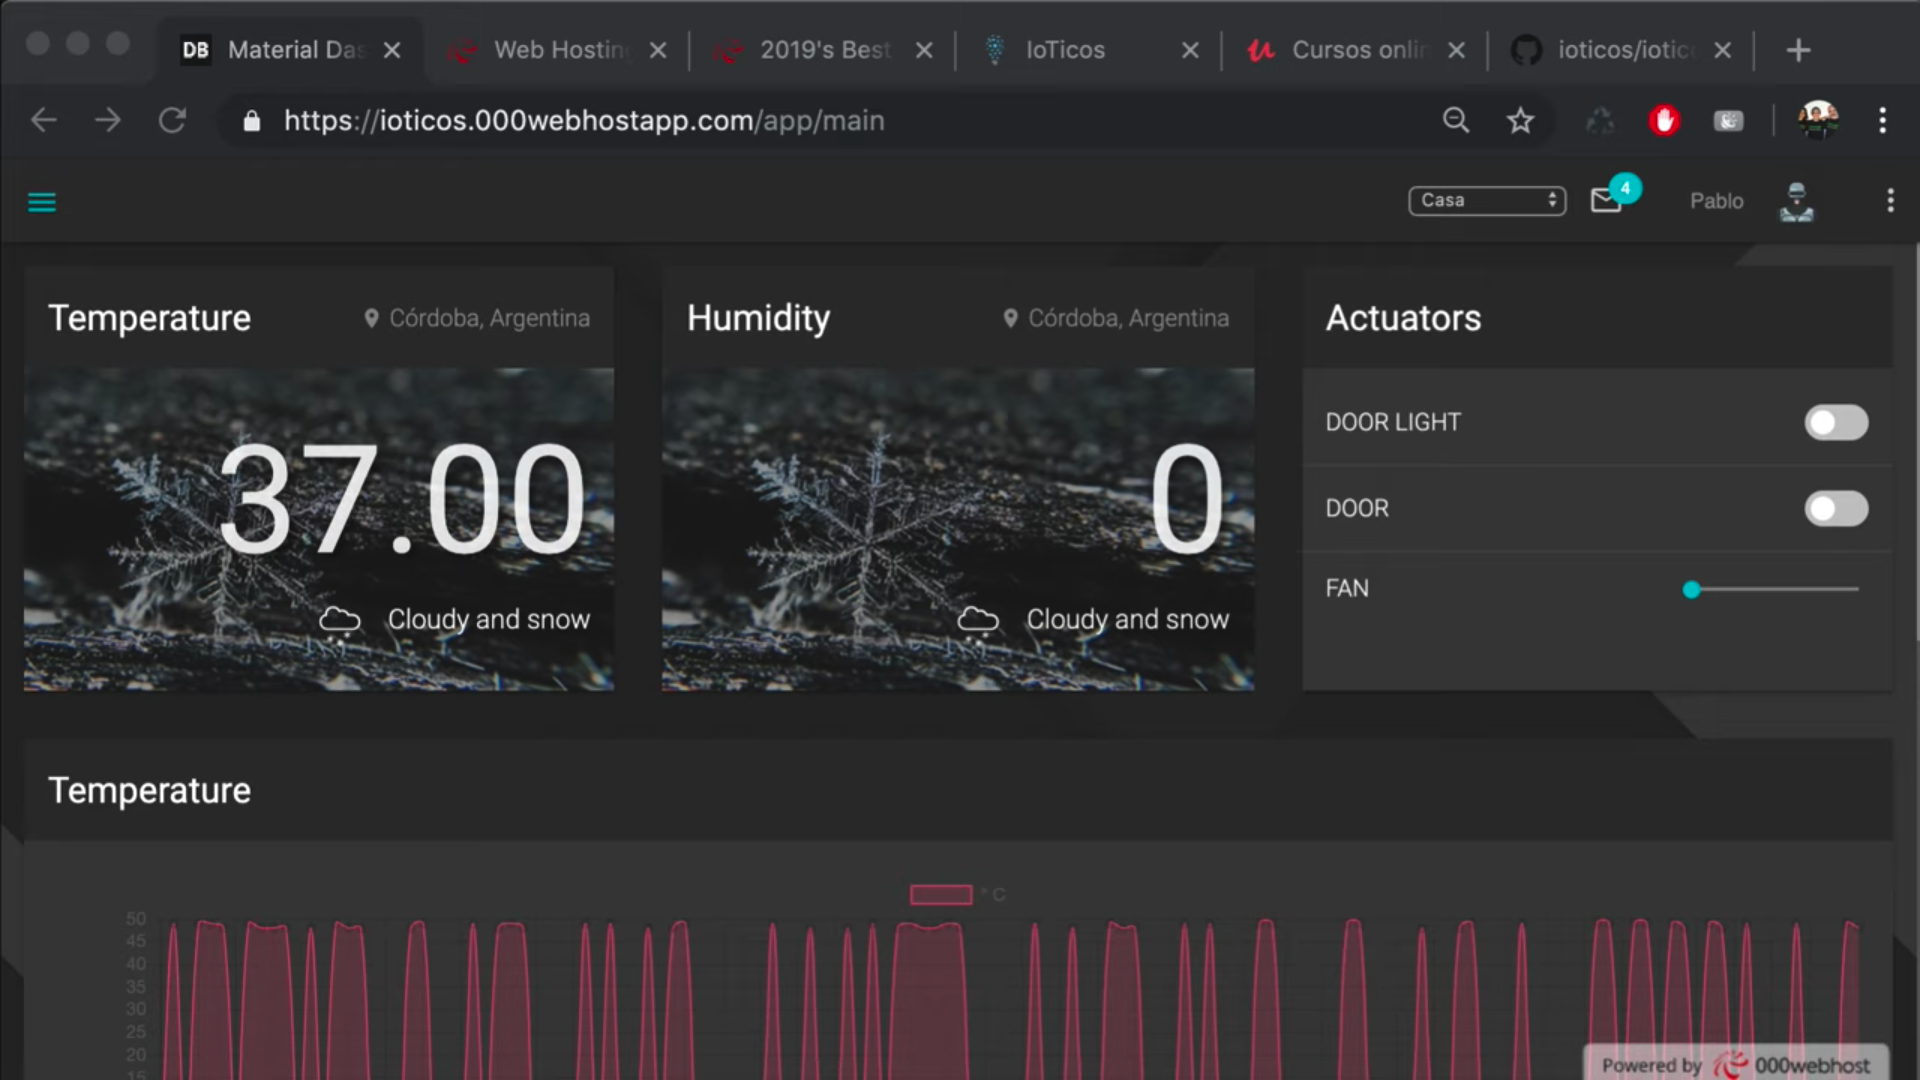 DB Material Das Web Hosting 2019's Best IoTicos Cursos onlin ioticos/iotic
https://ioticos.000webhostapp.com/app/main
Casa 4 Pablo
Temperature Córdoba, Argentina
37.00
Cloudy and snow
Humidity Córdoba, Argentina
0
Cloudy and snow
Actuators
DOOR LIGHT
DOOR
FAN
Temperature
° C
50
45
40
35
30
25
20
15
Powered by 000webhost